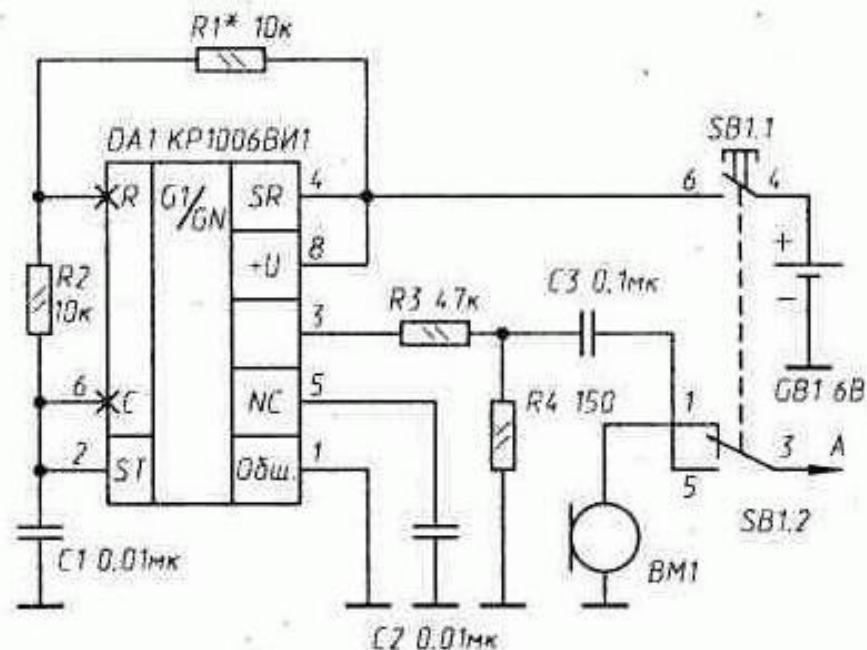 R1* 10к
DA1 КР1006ВИ1
SB1.1
R
G1/GN
SR
4
6
4
+U
8
+
R2
10к
3
R3 47к
C3 0,1мк
−
6
E
NC
5
R4 150
1
GB1 6В
2
ST
Общ.
1
5
3
A
SB1.2
C1 0,01мк
BM1
C2 0,01мк